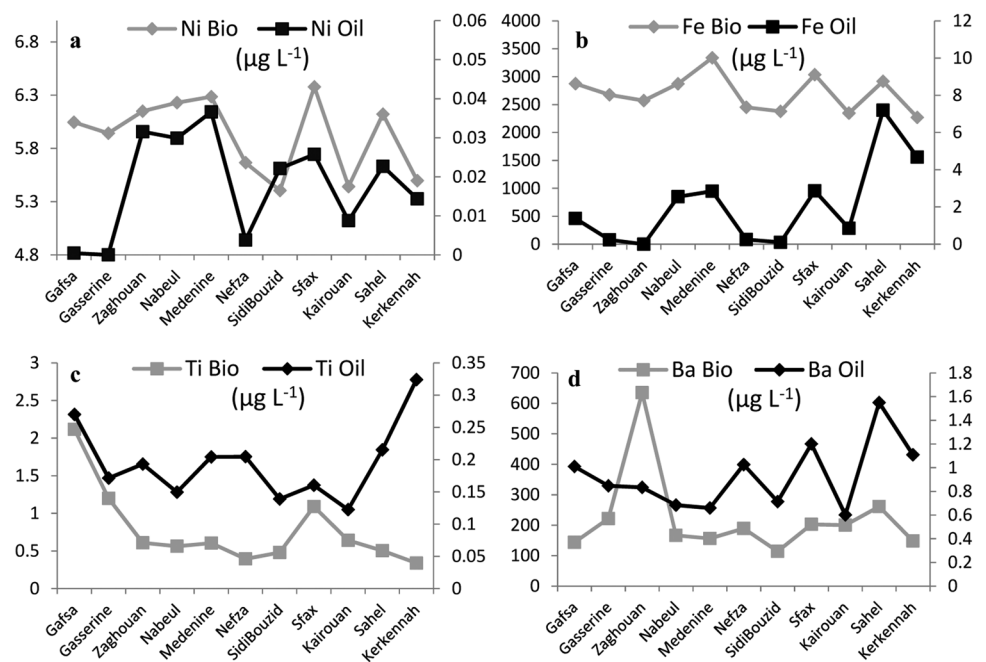 a
Ni Bio
Ni Oil
(µg L-1)
6.8
6.3
5.8
5.3
4.8
0.06
0.05
0.04
0.03
0.02
0.01
0
Gafsa
Gasserine
Zaghouan
Nabeul
Medenine
Nefza
SidiBouzid
Sfax
Kairouan
Sahel
Kerkennah
b
Fe Bio
Fe Oil
(µg L-1)
4000
3500
3000
2500
2000
1500
1000
500
0
12
10
8
6
4
2
0
Gafsa
Gasserine
Zaghouan
Nabeul
Medenine
Nefza
SidiBouzid
Sfax
Kairouan
Sahel
Kerkennah
c
Ti Bio
Ti Oil
(µg L-1)
3
2.5
2
1.5
1
0.5
0
0.35
0.3
0.25
0.2
0.15
0.1
0.05
0
Gafsa
Gasserine
Zaghouan
Nabeul
Medenine
Nefza
SidiBouzid
Sfax
Kairouan
Sahel
Kerkennah
d
Ba Bio
Ba Oil
(µg L-1)
700
600
500
400
300
200
100
0
1.8
1.6
1.4
1.2
1
0.8
0.6
0.4
0.2
0
Gafsa
Gasserine
Zaghouan
Nabeul
Medenine
Nefza
SidiBouzid
Sfax
Kairouan
Sahel
Kerkennah